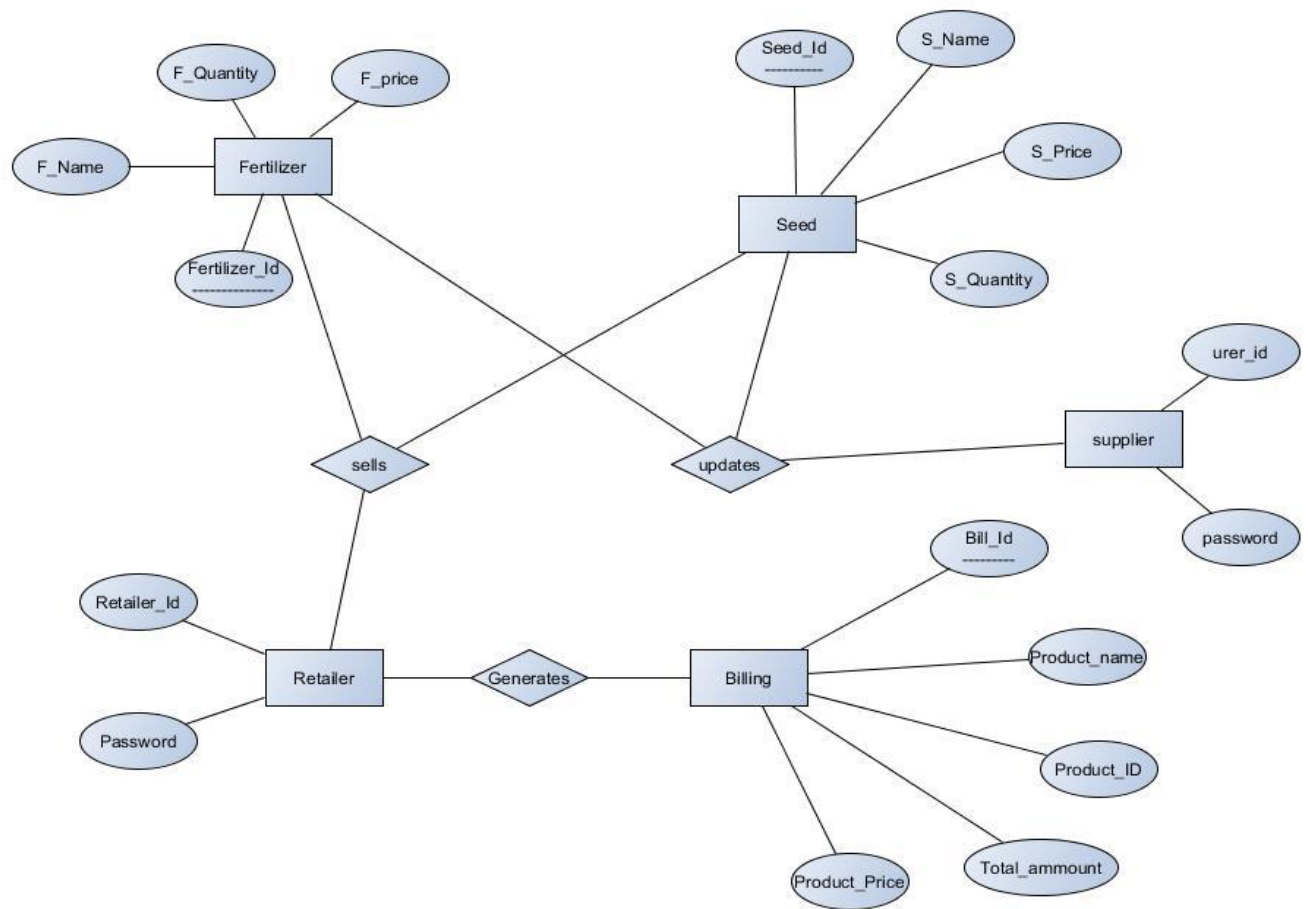 Seed_Id
----------
S_Name
F_Quantity
F_price
F_Name
Fertilizer
S_Price
Seed
Fertilizer_Id
--------------
S_Quantity
urer_id
supplier
sells
updates
password
Bill_Id
---------
Retailer_Id
Product_name
Retailer
Generates
Billing
Password
Product_ID
Total_ammount
Product_Price